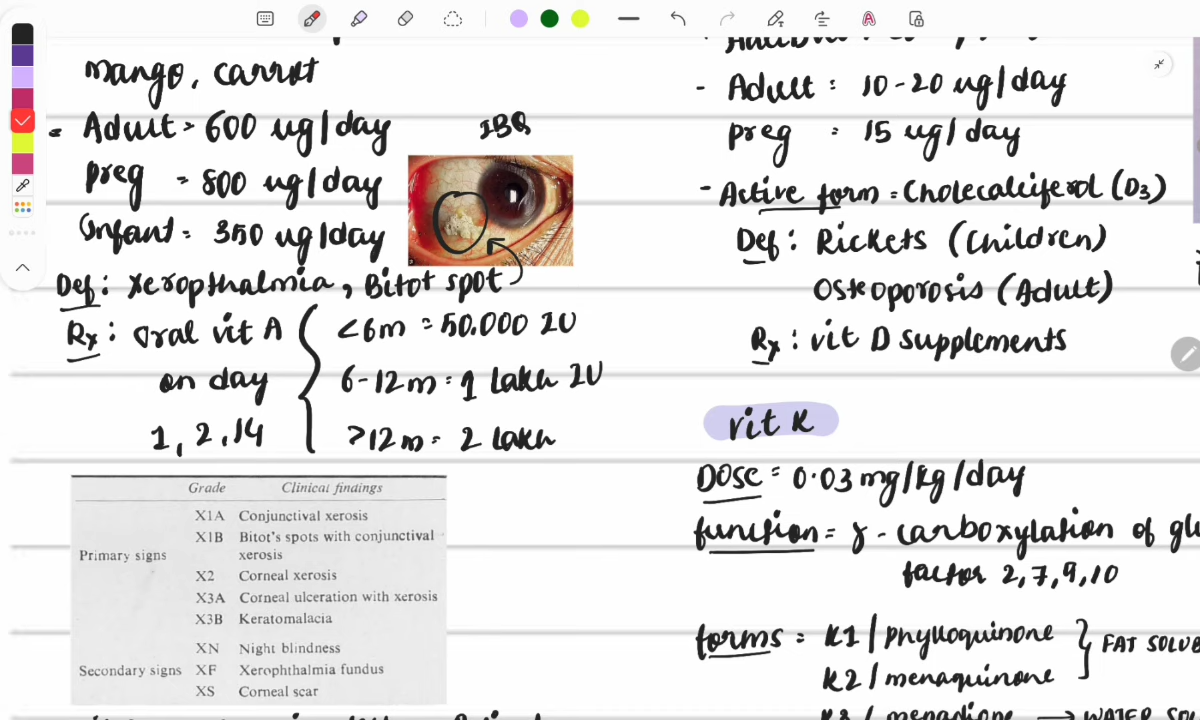 mango, carrot
- Adult > 600 ug/day
IBQ
preg = 800 ug/day
Infant = 350 ug/day
Def : xeropthalmia, Bitot spot
Rx : oral vit A
on day
1, 2, 14
<6m = 50.000 IU
6-12m = 1 Lakh IU
>12m = 2 Lakh
Grade Clinical findings
Primary signs
X1A Conjunctival xerosis
X1B Bitot's spots with conjunctival
xerosis
X2 Corneal xerosis
X3A Corneal ulceration with xerosis
X3B Keratomalacia
Secondary signs
XN Night blindness
XF Xerophthalmia fundus
XS Corneal scar
- Adult : 10-20 ug/day
preg : 15 ug/day
- Active form = Cholecalciferol (D3)
Def : Rickets (Children)
Osteoporosis (Adult)
Rx : vit D supplements
vit K
Dose = 0.03 mg/kg/day
function = γ - carboxylation of glu
factor 2,7,9,10
forms = K1 / phylloquinone
K2 / menaquinone
FAT SOLUB
K3 / menadione → WATER SOL